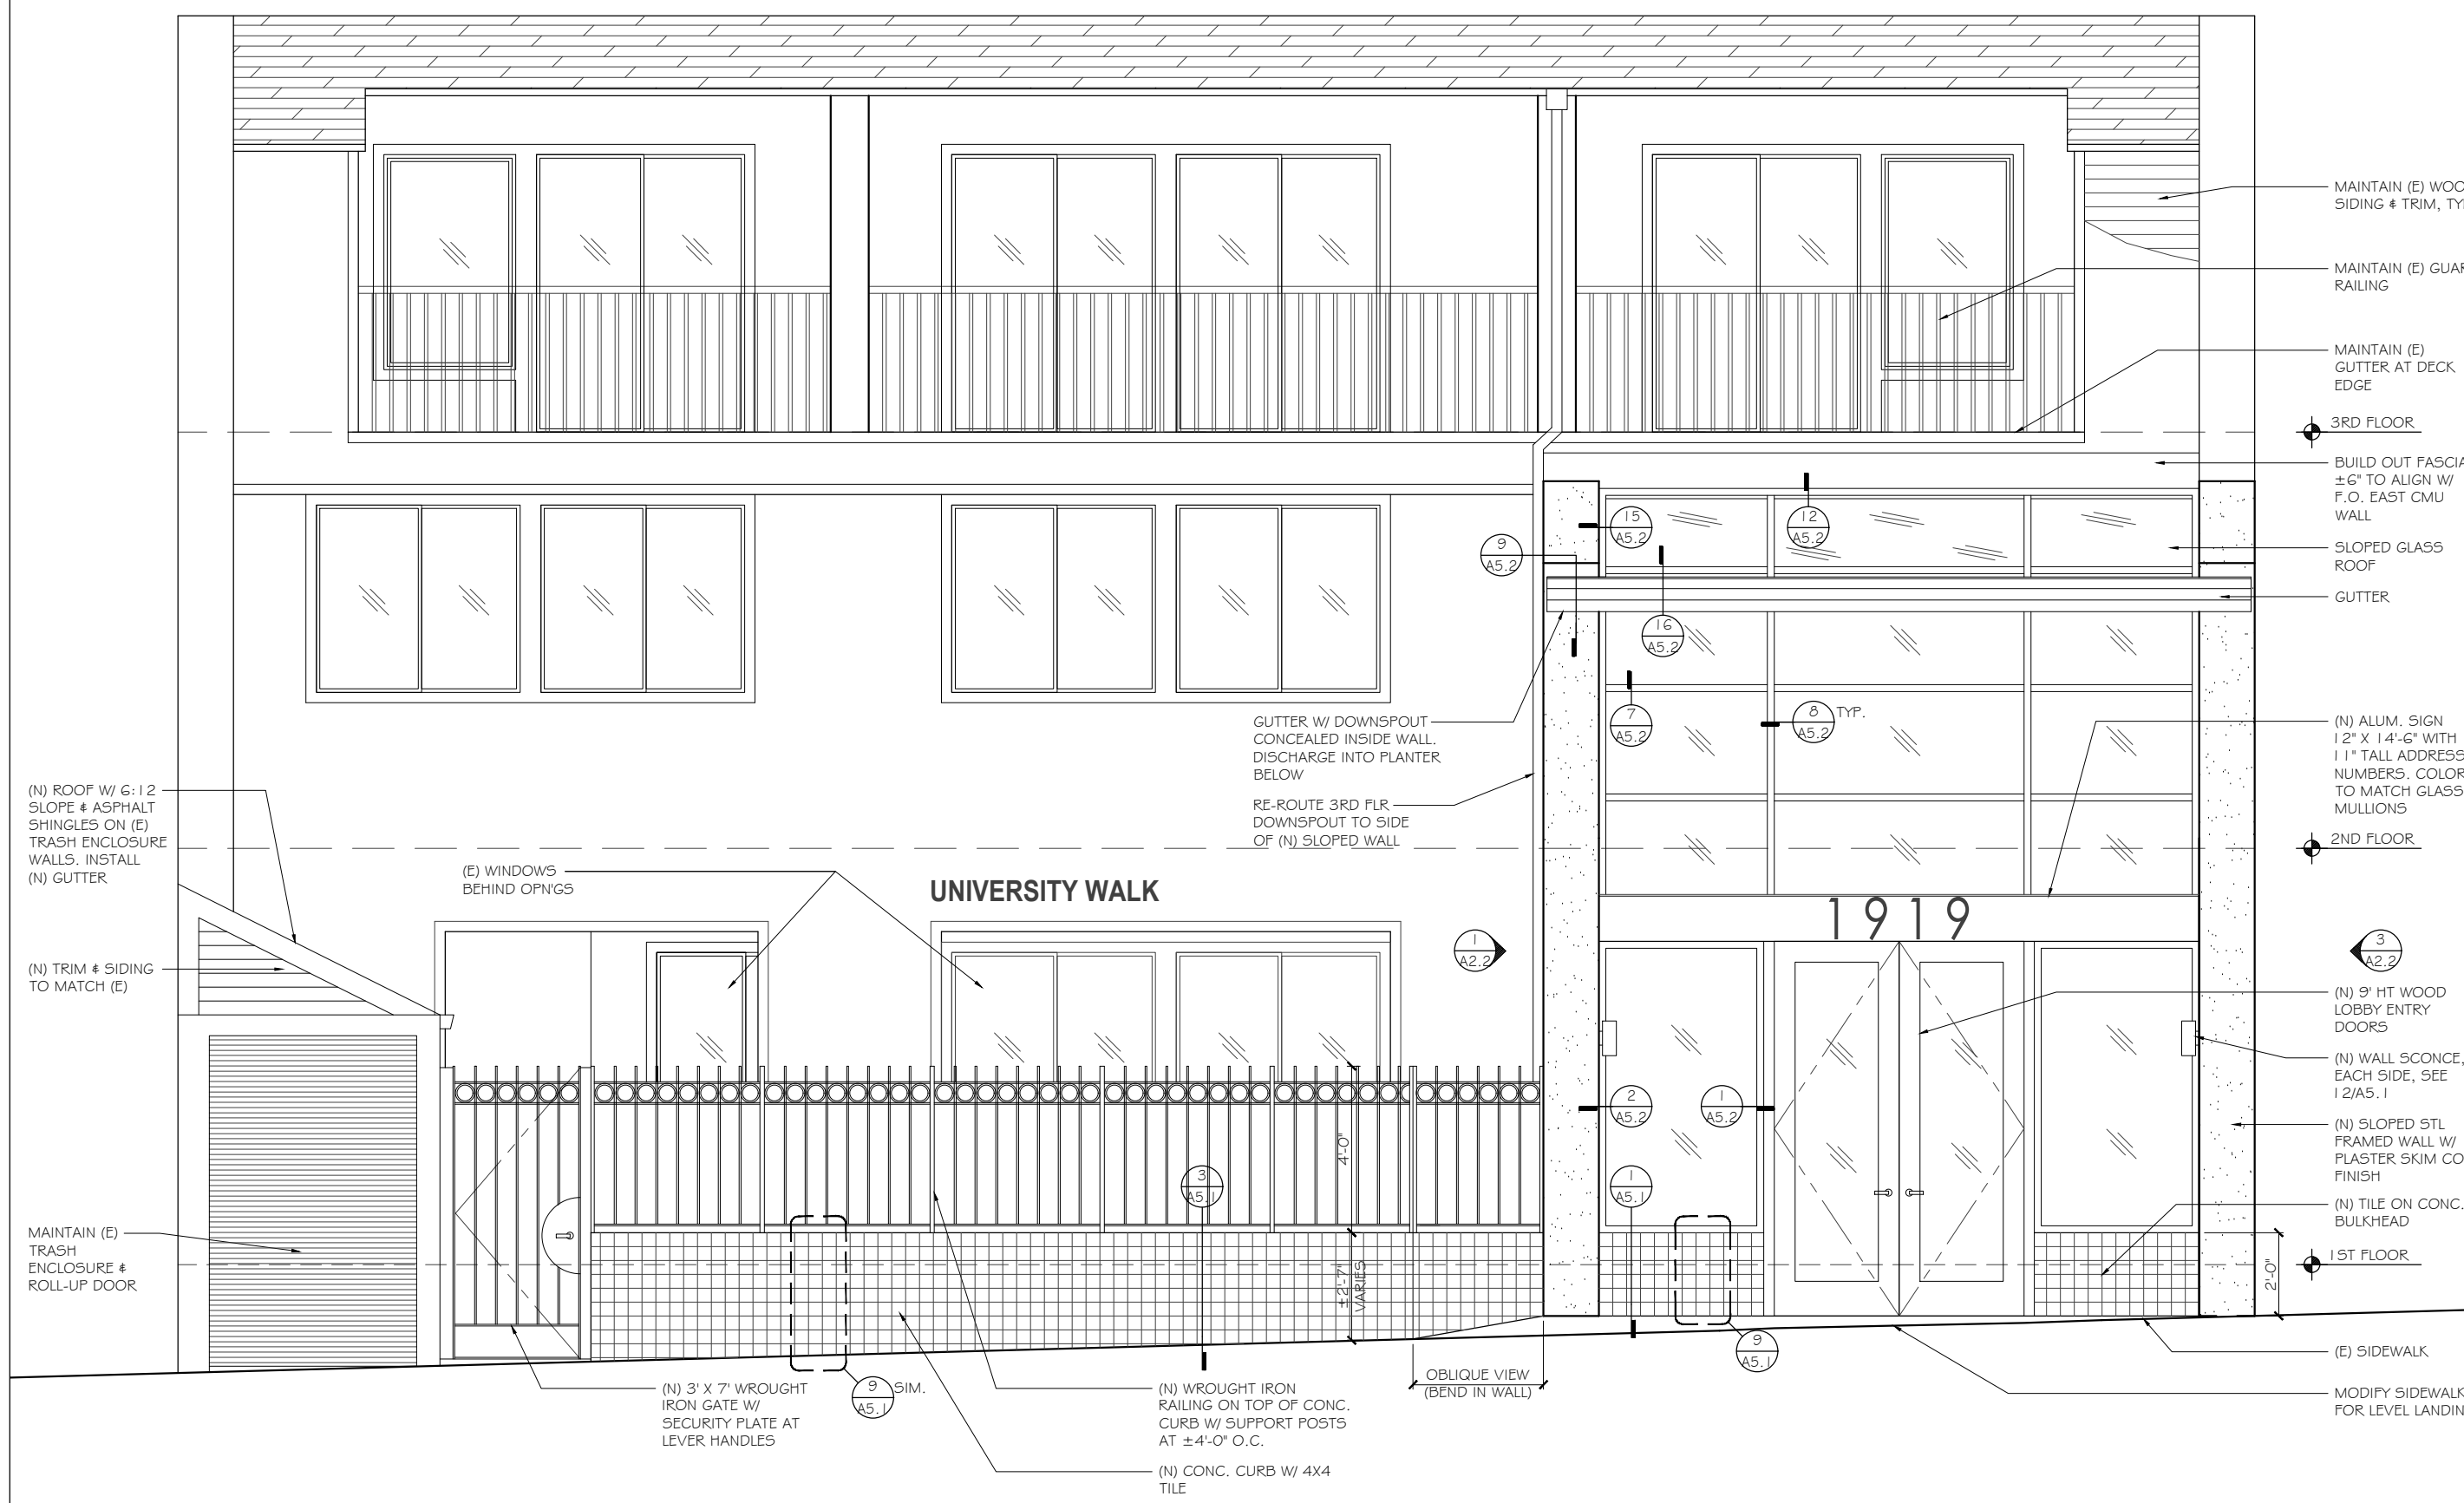 MAINTAIN (E)
SIDING & TRIM,
MAINTAIN (E)
RAILING
MAINTAIN (E)
GUTTER AT DECK
EDGE
3RD FLOOR
BUILD OUT FASCIA
±6" TO ALIGN W/
F.O. EAST CMU
WALL
SLOPED GLASS
ROOF
GUTTER
15
A5.2
12
A5.2
9
A5.2
16
A5.2
7
A5.2
8 TYP.
A5.2
GUTTER W/ DOWNSPOUT
CONCEALED INSIDE WALL.
DISCHARGE INTO PLANTER
BELOW
RE-ROUTE 3RD FLR
DOWNSPOUT TO SIDE
OF (N) SLOPED WALL
(N) ALUM. SIGN
12" X 14'-6" WITH
11" TALL ADDRESS
NUMBERS. COLOR
TO MATCH GLASS
MULLIONS
2ND FLOOR
(N) ROOF W/ 6:12
SLOPE & ASPHALT
SHINGLES ON (E)
TRASH ENCLOSURE
WALLS. INSTALL
(N) GUTTER
(E) WINDOWS
BEHIND OPN'GS
UNIVERSITY WALK
1919
1
A2.2
3
A2.2
(N) TRIM & SIDING
TO MATCH (E)
(N) 9' HT WOOD
LOBBY ENTRY
DOORS
(N) WALL SCONCE,
EACH SIDE, SEE
12/A5.1
2
A5.2
1
A5.2
4'-0"
3
A5.1
1
A5.1
(N) SLOPED STL
FRAMED WALL W/
PLASTER SKIM
FINISH
(N) TILE ON CONC.
BULKHEAD
MAINTAIN (E)
TRASH
ENCLOSURE &
ROLL-UP DOOR
±2'-7"
VARIES
1ST FLOOR
2'-0"
9
A5.1
(E) SIDEWALK
OBLIQUE VIEW
(BEND IN WALL)
(N) 3' X 7' WROUGHT
IRON GATE W/
SECURITY PLATE AT
LEVER HANDLES
9 SIM.
A5.1
(N) WROUGHT IRON
RAILING ON TOP OF CONC.
CURB W/ SUPPORT POSTS
AT ±4'-0" O.C.
(N) CONC. CURB W/ 4X4
TILE
MODIFY SIDEWALK
FOR LEVEL